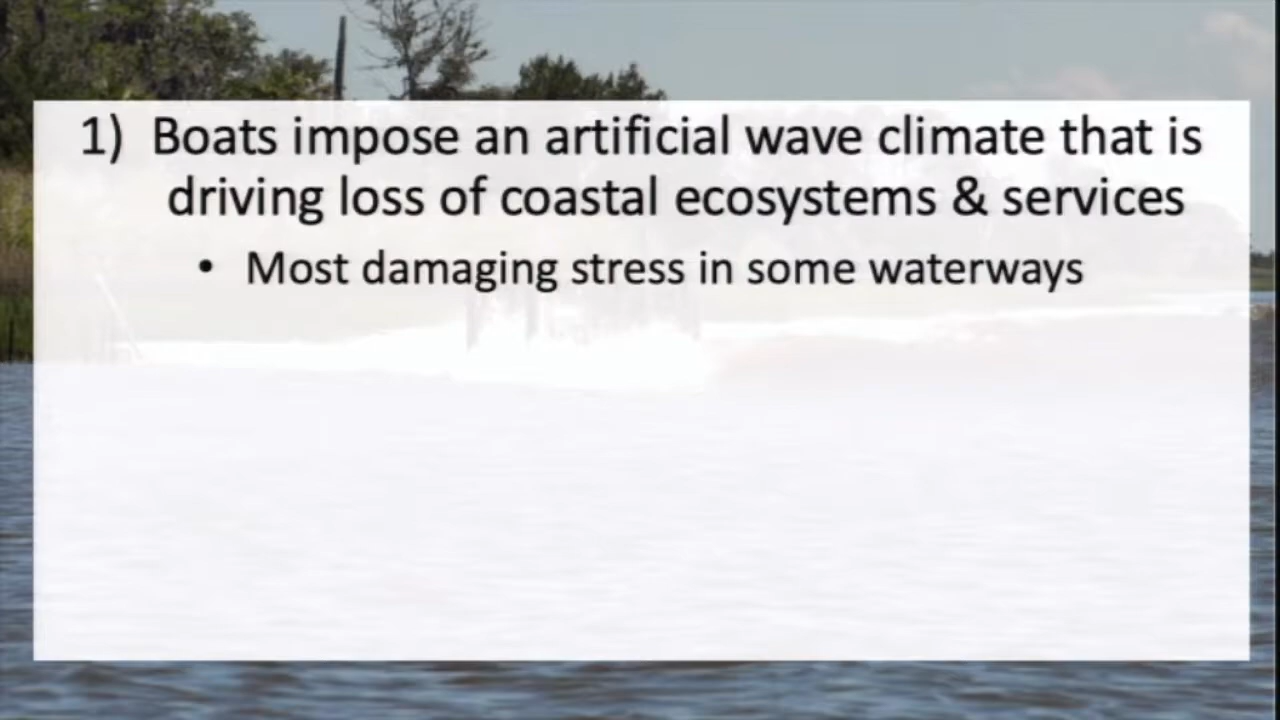 1) Boats impose an artificial wave climate that is
driving loss of coastal ecosystems & services
• Most damaging stress in some waterways